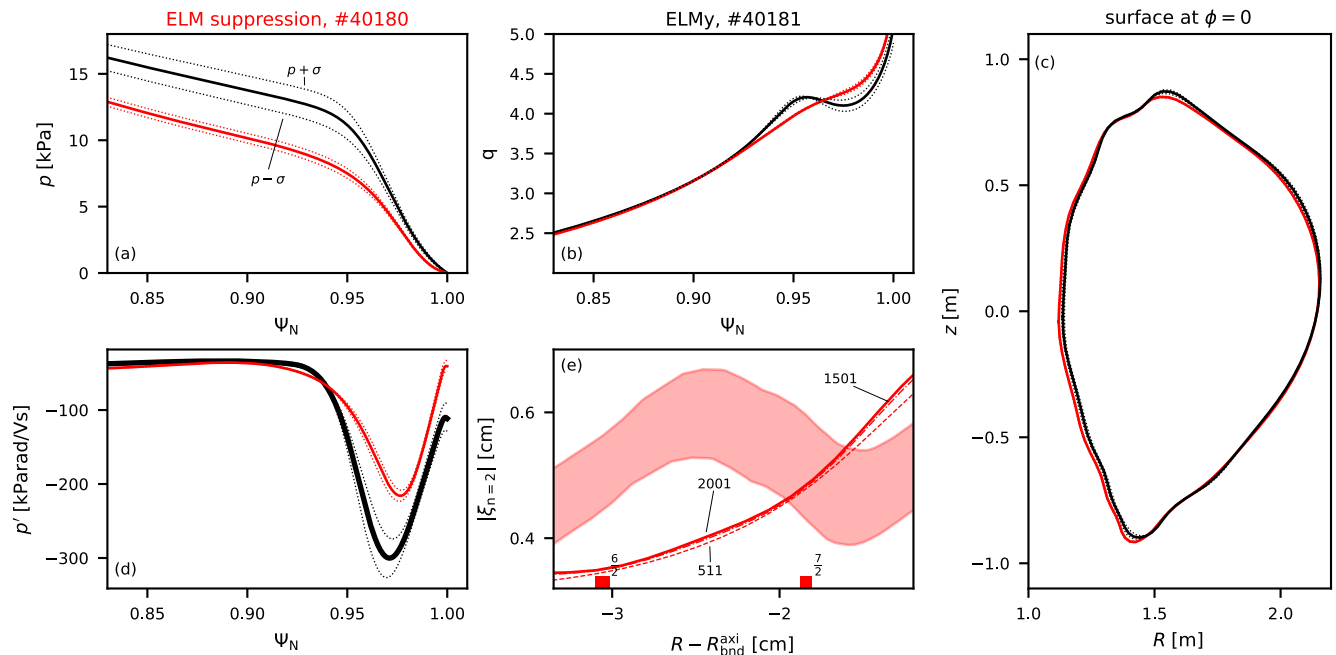 ELM suppression, #40180
ELMy, #40181
surface at ϕ = 0
p + σ
p − σ
(a)
p [kPa]
15
10
5
0
0.85 0.90 0.95 1.00
Ψ_N
(b)
q
5.0
4.5
4.0
3.5
3.0
2.5
0.85 0.90 0.95 1.00
Ψ_N
(c)
z [m]
1.0
0.5
0.0
−0.5
−1.0
1.0 1.5 2.0
R [m]
(d)
p′ [kParad/Vs]
−100
−200
−300
0.85 0.90 0.95 1.00
Ψ_N
(e)
|ξ_{n=2}| [cm]
0.6
0.4
1501
2001
511
6/2
7/2
−3 −2
R − R_{bnd}^{axi} [cm]